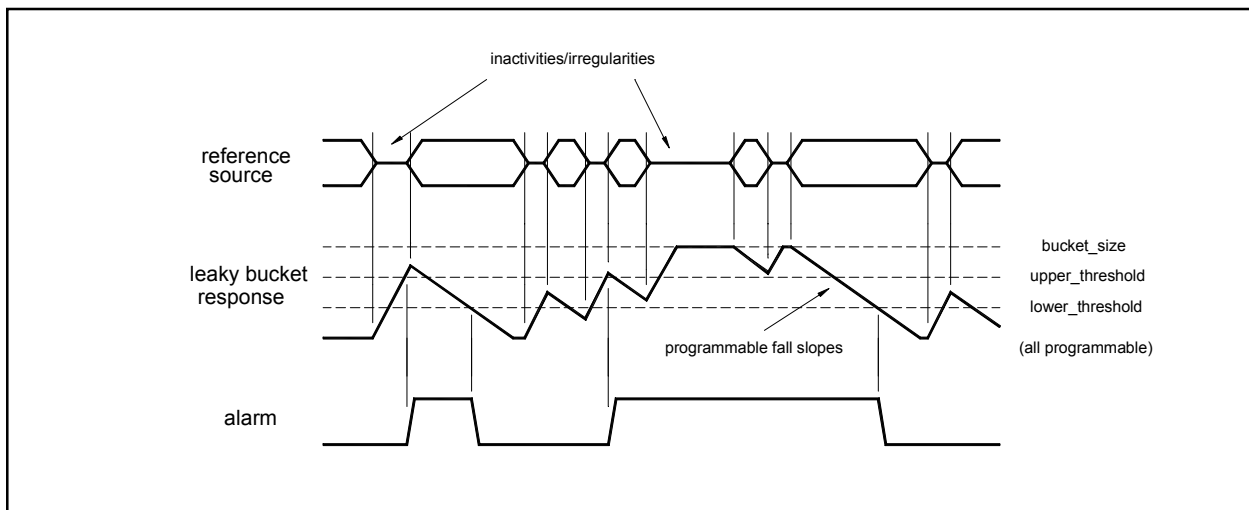 inactivities/irregularities
reference
source
bucket_size
leaky bucket
response
upper_threshold
lower_threshold
programmable fall slopes
(all programmable)
alarm